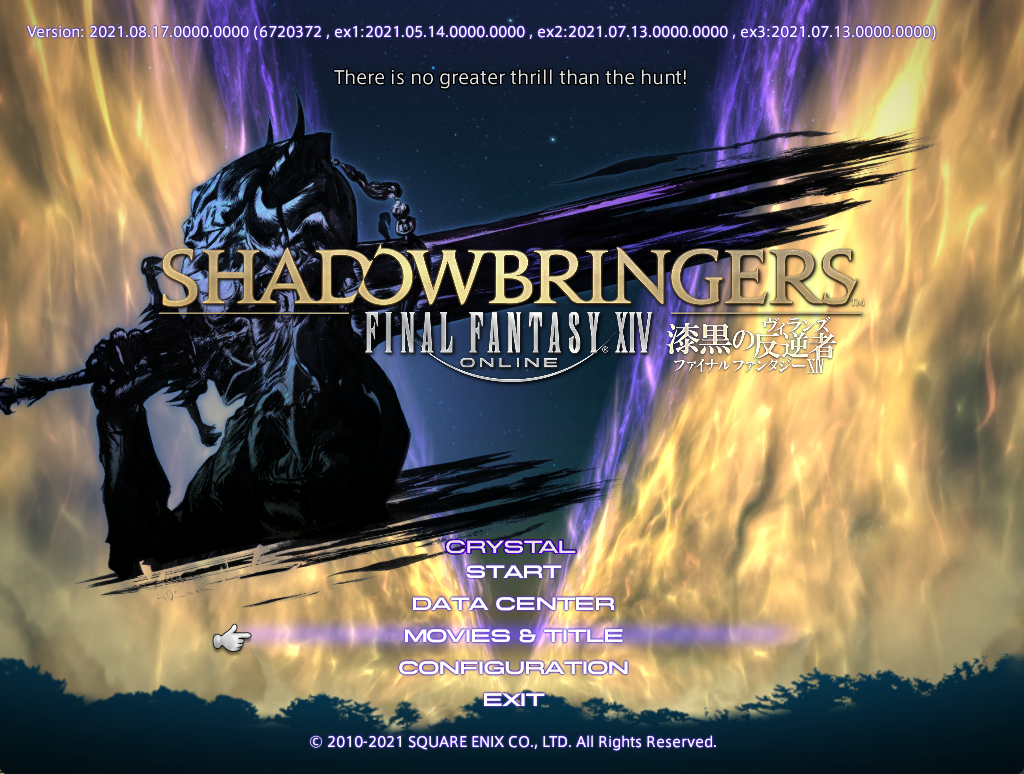 Version: 2021.08.17.0000.0000 (6720372 , ex1:2021.05.14.0000.0000 , ex2:2021.07.13.0000.0000 , ex3:2021.07.13.0000.0000)
There is no greater thrill than the hunt!
SHADOWBRINGERS™
FINAL FANTASY® XIV
ONLINE
ヴィランズ
漆黒の反逆者
ファイナルファンタジーXIV
CRYSTAL
START
DATA CENTER
MOVIES & TITLE
CONFIGURATION
EXIT
© 2010-2021 SQUARE ENIX CO., LTD. All Rights Reserved.